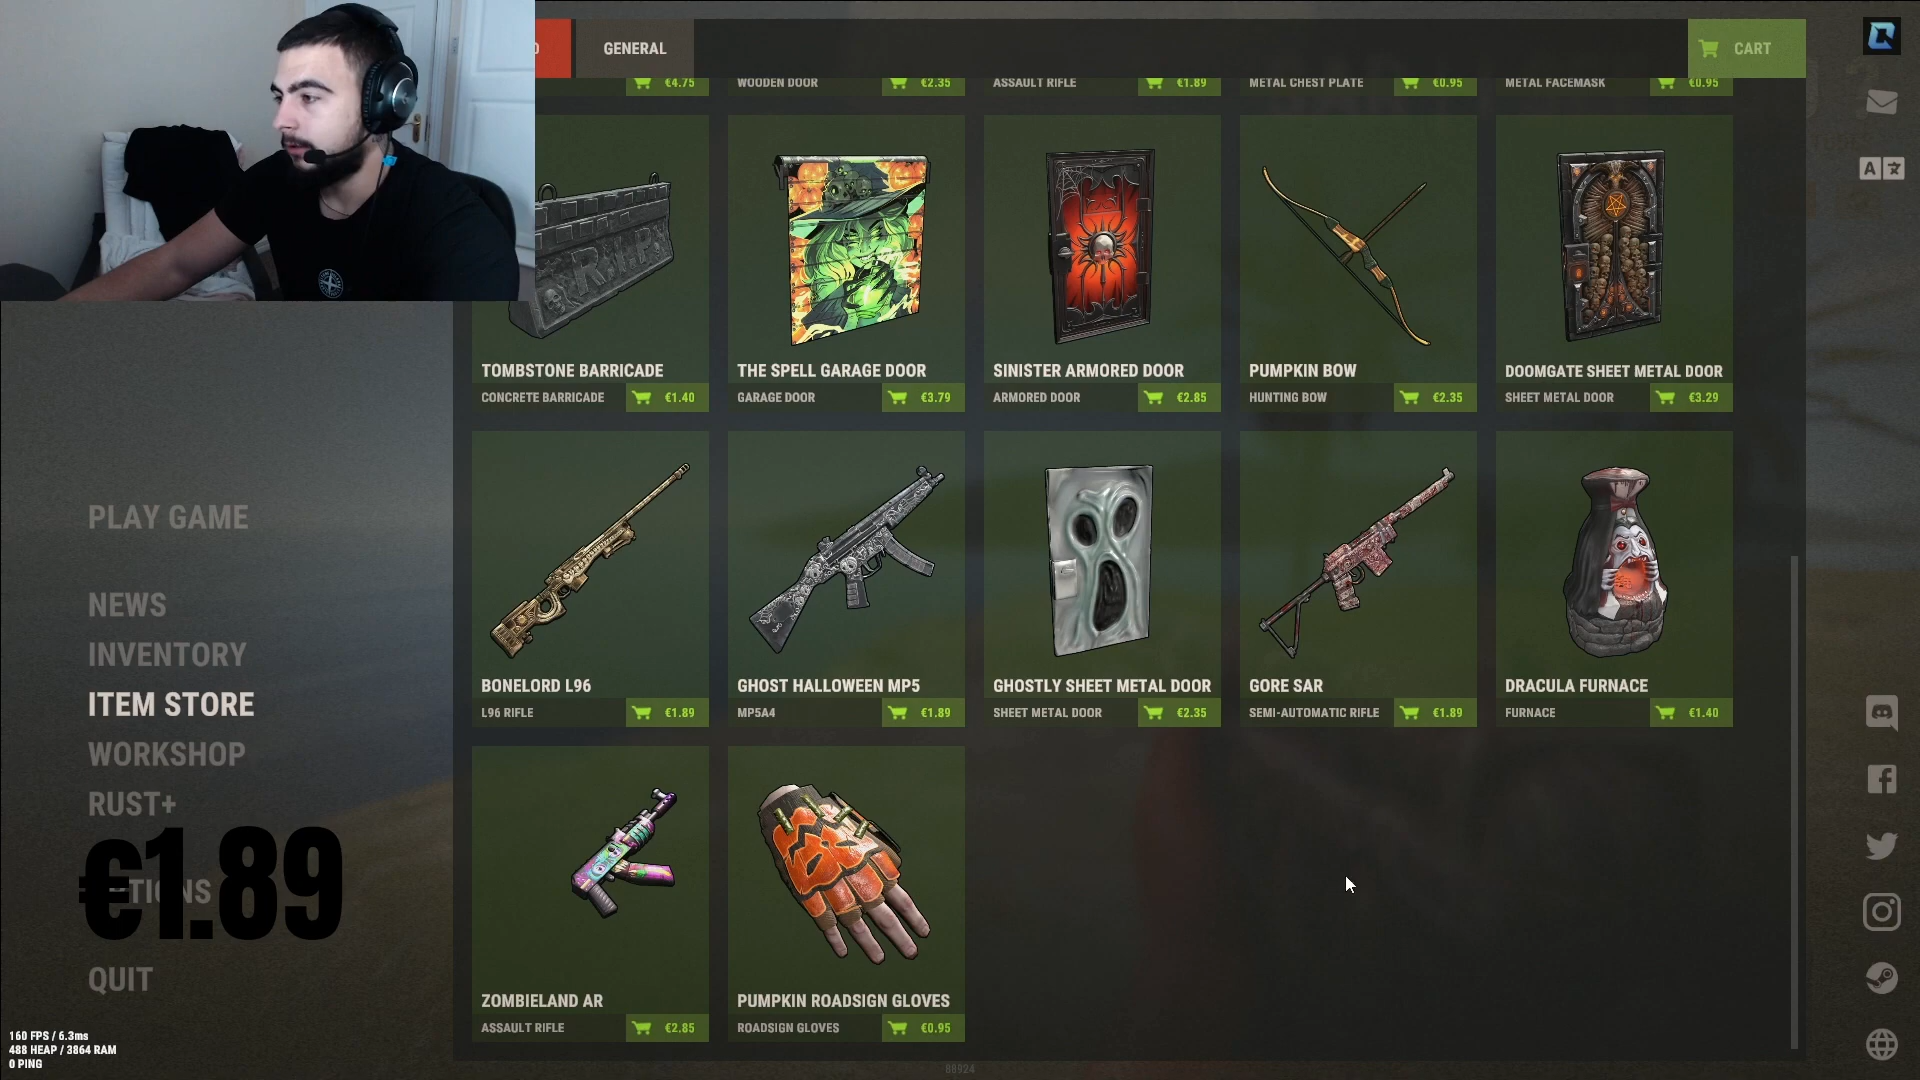 GENERAL
CART
€4.75
WOODEN DOOR €2.35
ASSAULT RIFLE €1.89
METAL CHEST PLATE €0.95
METAL FACEMASK €0.95
R.I.P.
TOMBSTONE BARRICADE
CONCRETE BARRICADE €1.40
THE SPELL GARAGE DOOR
GARAGE DOOR €3.79
SINISTER ARMORED DOOR
ARMORED DOOR €2.85
PUMPKIN BOW
HUNTING BOW €2.35
DOOMGATE SHEET METAL DOOR
SHEET METAL DOOR €3.29
BONELORD L96
L96 RIFLE €1.89
GHOST HALLOWEEN MP5
MP5A4 €1.89
GHOSTLY SHEET METAL DOOR
SHEET METAL DOOR €2.35
GORE SAR
SEMI-AUTOMATIC RIFLE €1.89
DRACULA FURNACE
FURNACE €1.40
ZOMBIELAND AR
ASSAULT RIFLE €2.85
PUMPKIN ROADSIGN GLOVES
ROADSIGN GLOVES €0.95
PLAY GAME
NEWS
INVENTORY
ITEM STORE
WORKSHOP
RUST+
€1.89
QUIT
160 FPS / 6.3ms
488 HEAP / 3864 RAM
0 PING
88924